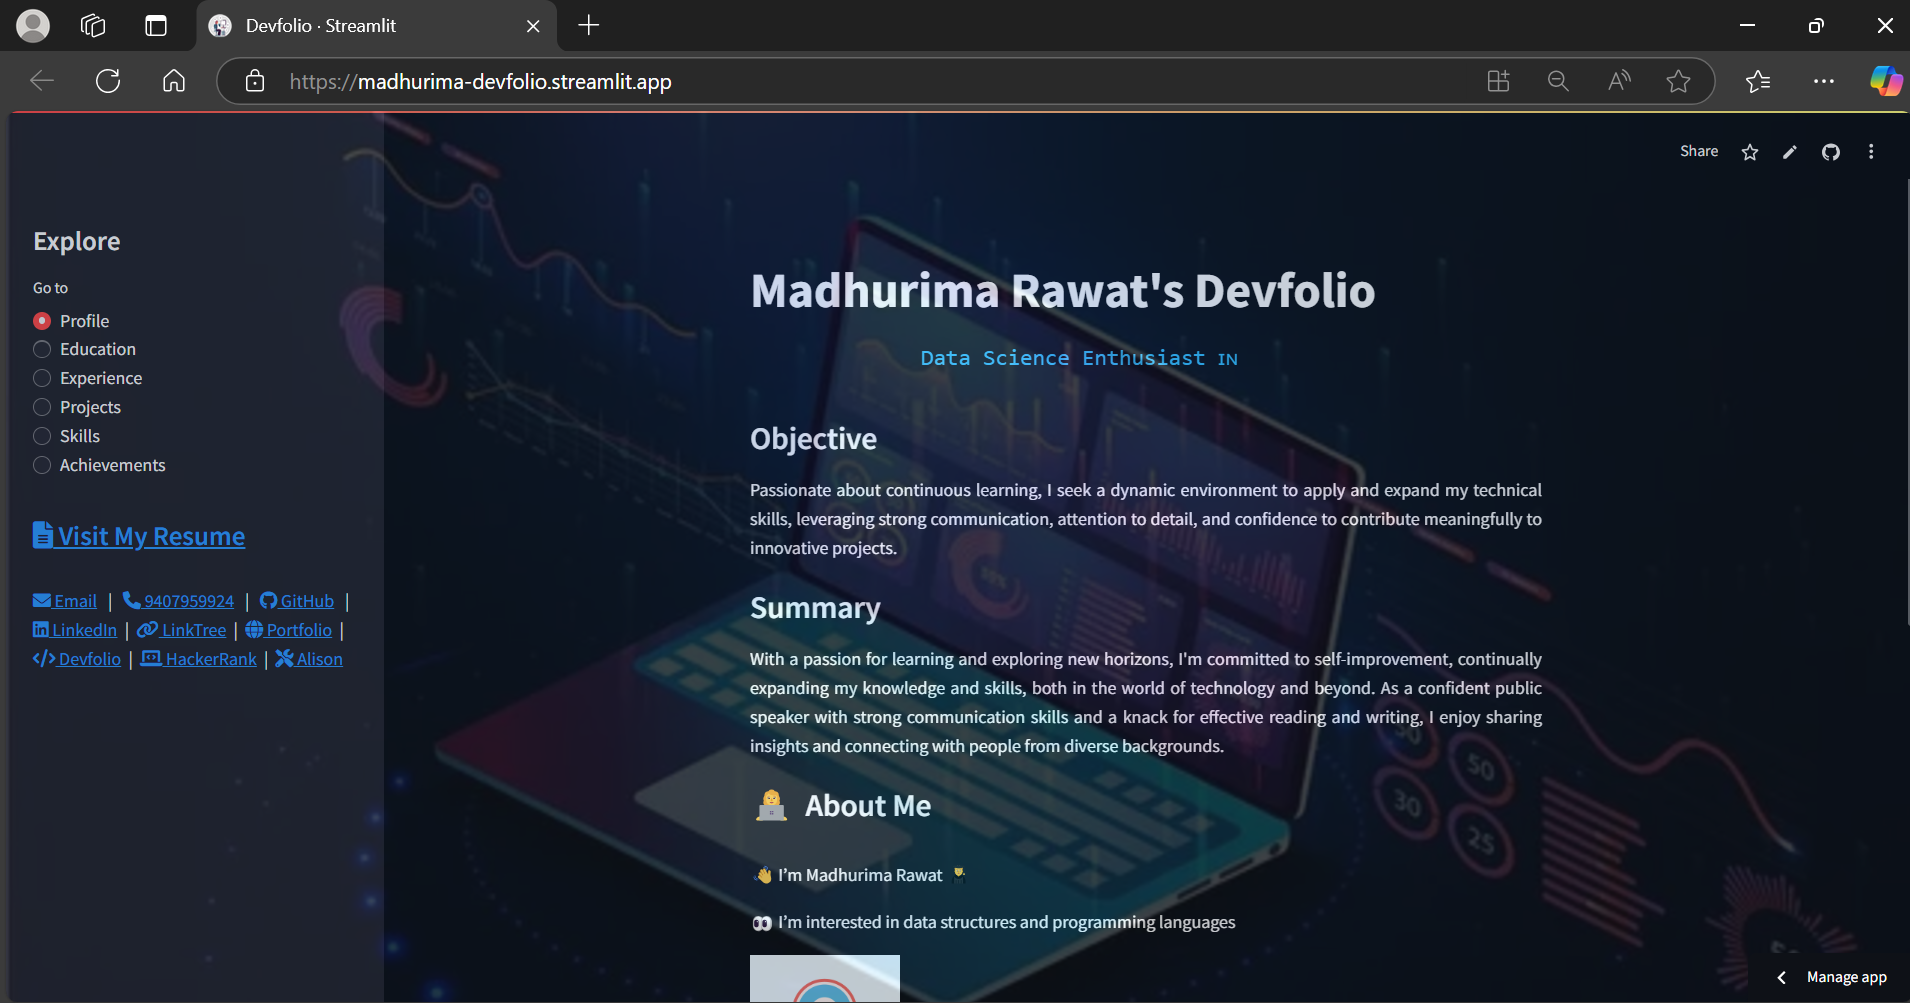 Devfolio · Streamlit
https://madhurima-devfolio.streamlit.app
Share
Explore
Go to
Profile
Education
Experience
Projects
Skills
Achievements
Visit My Resume
Email | 9407959924 | GitHub |
LinkedIn | LinkTree | Portfolio |
Devfolio | HackerRank | Alison
Madhurima Rawat's Devfolio
Data Science Enthusiast IN
Objective
Passionate about continuous learning, I seek a dynamic environment to apply and expand my technical
skills, leveraging strong communication, attention to detail, and confidence to contribute meaningfully to
innovative projects.
Summary
With a passion for learning and exploring new horizons, I'm committed to self-improvement, continually
expanding my knowledge and skills, both in the world of technology and beyond. As a confident public
speaker with strong communication skills and a knack for effective reading and writing, I enjoy sharing
insights and connecting with people from diverse backgrounds.
About Me
👋 I’m Madhurima Rawat
👀 I’m interested in data structures and programming languages
50
30
25
Manage app